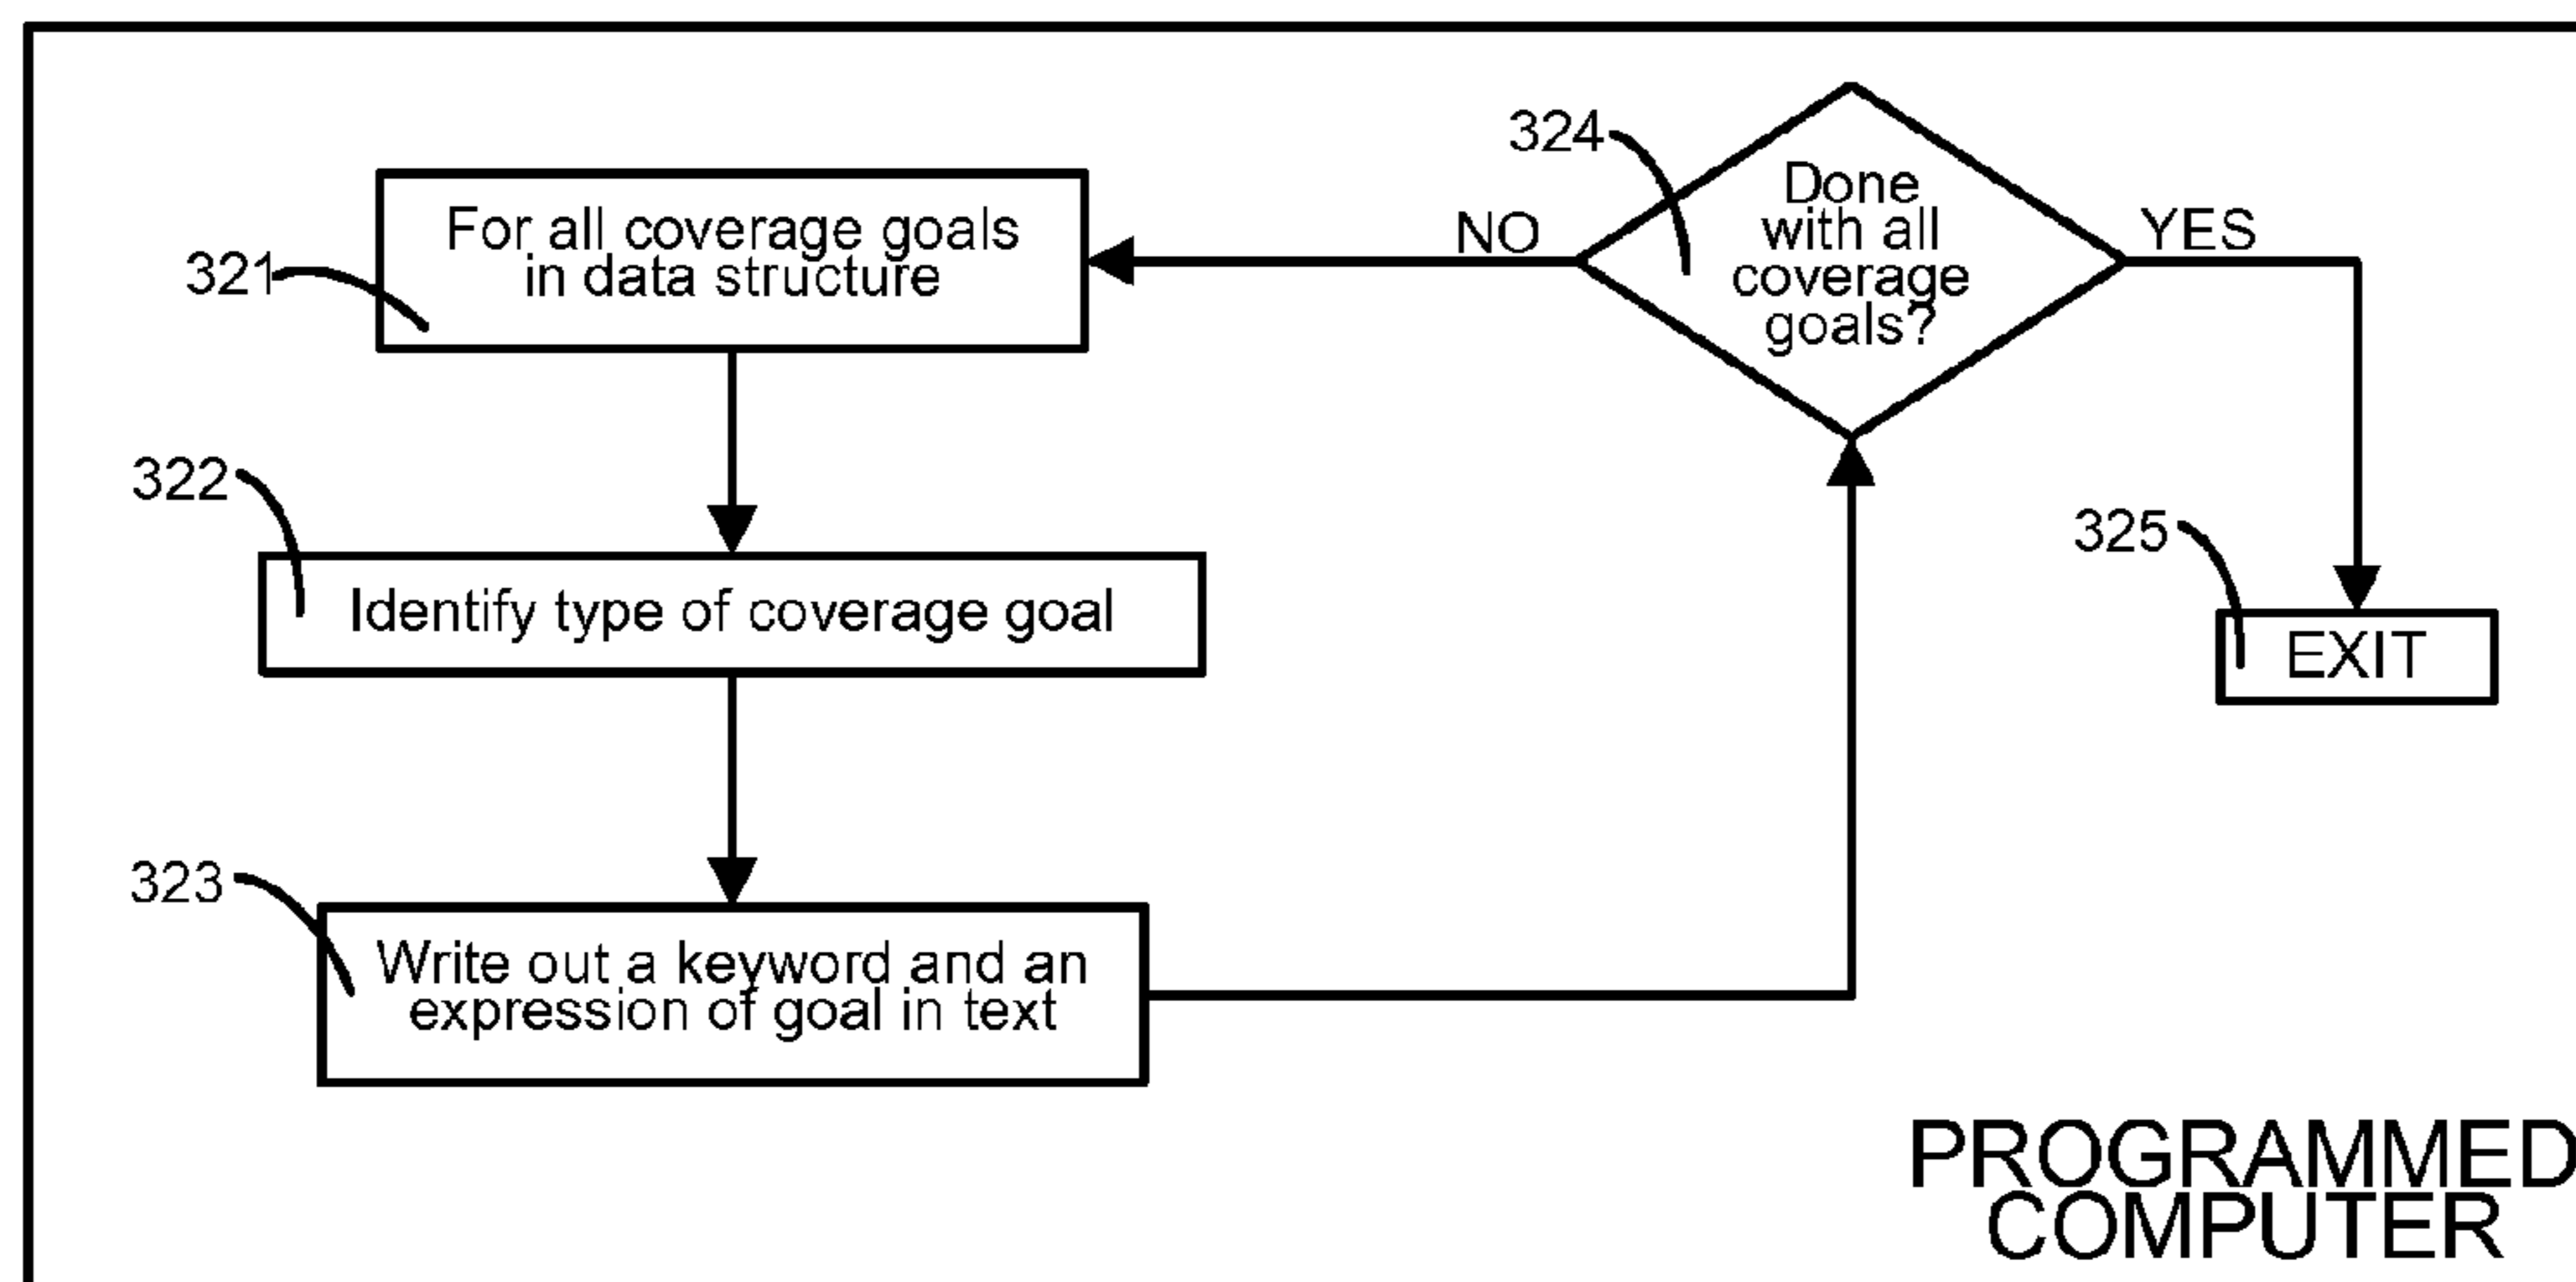 321
For all coverage goals
in data structure
322
Identify type of coverage goal
323
Write out a keyword and an
expression of goal in text
324
Done
with all
coverage
goals?
NO
YES
325
EXIT
PROGRAMMED
COMPUTER